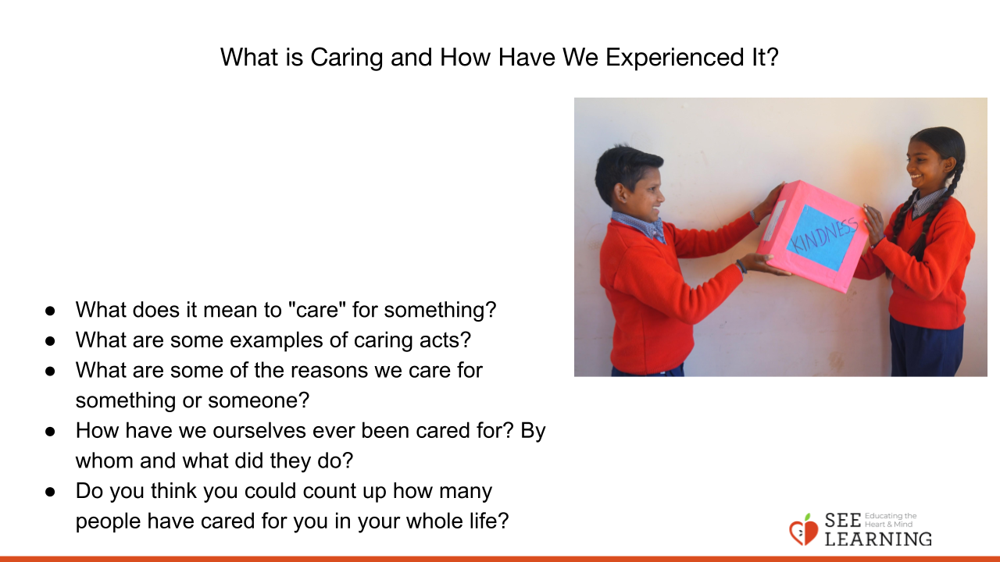 What is Caring and How Have We Experienced It?
KINDNESS
● What does it mean to "care" for something?
● What are some examples of caring acts?
● What are some of the reasons we care for
something or someone?
● How have we ourselves ever been cared for? By
whom and what did they do?
● Do you think you could count up how many
people have cared for you in your whole life?
SEE Educating the
Heart & Mind
LEARNING